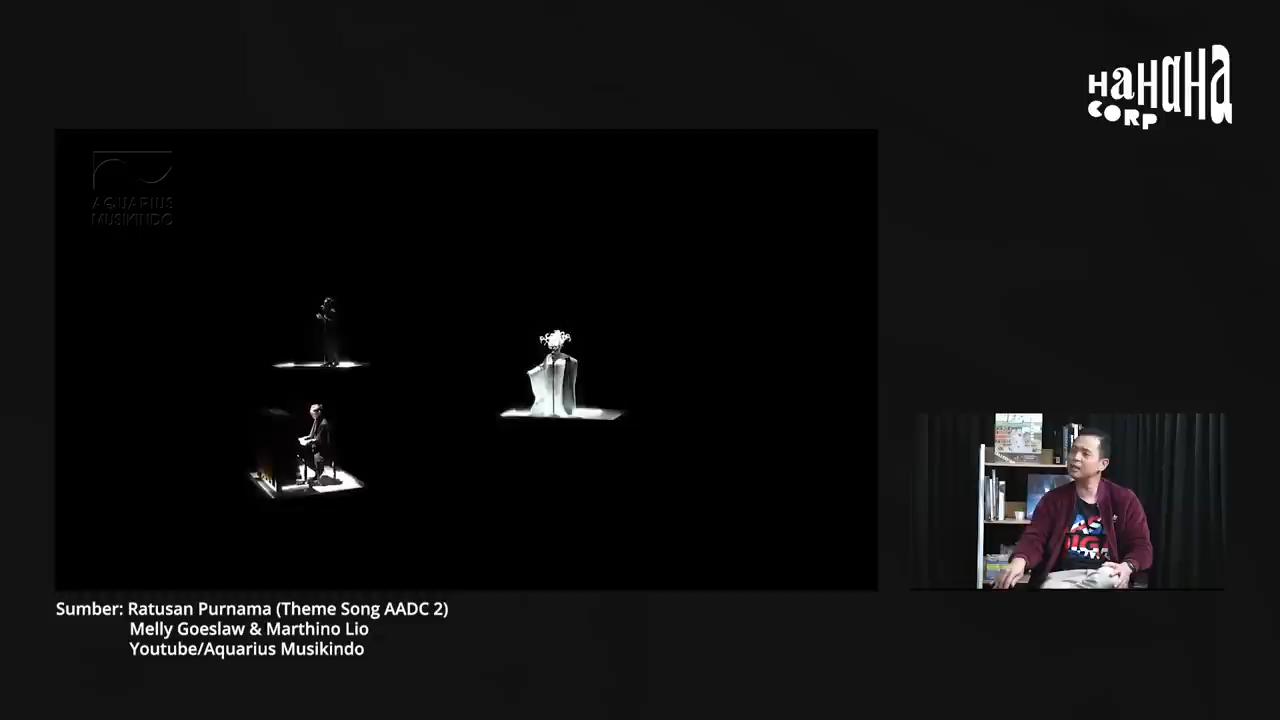 HaHaHa
CORP
AQUARIUS
MUSIKINDO
Sumber: Ratusan Purnama (Theme Song AADC 2)
Melly Goeslaw & Marthino Lio
Youtube/Aquarius Musikindo